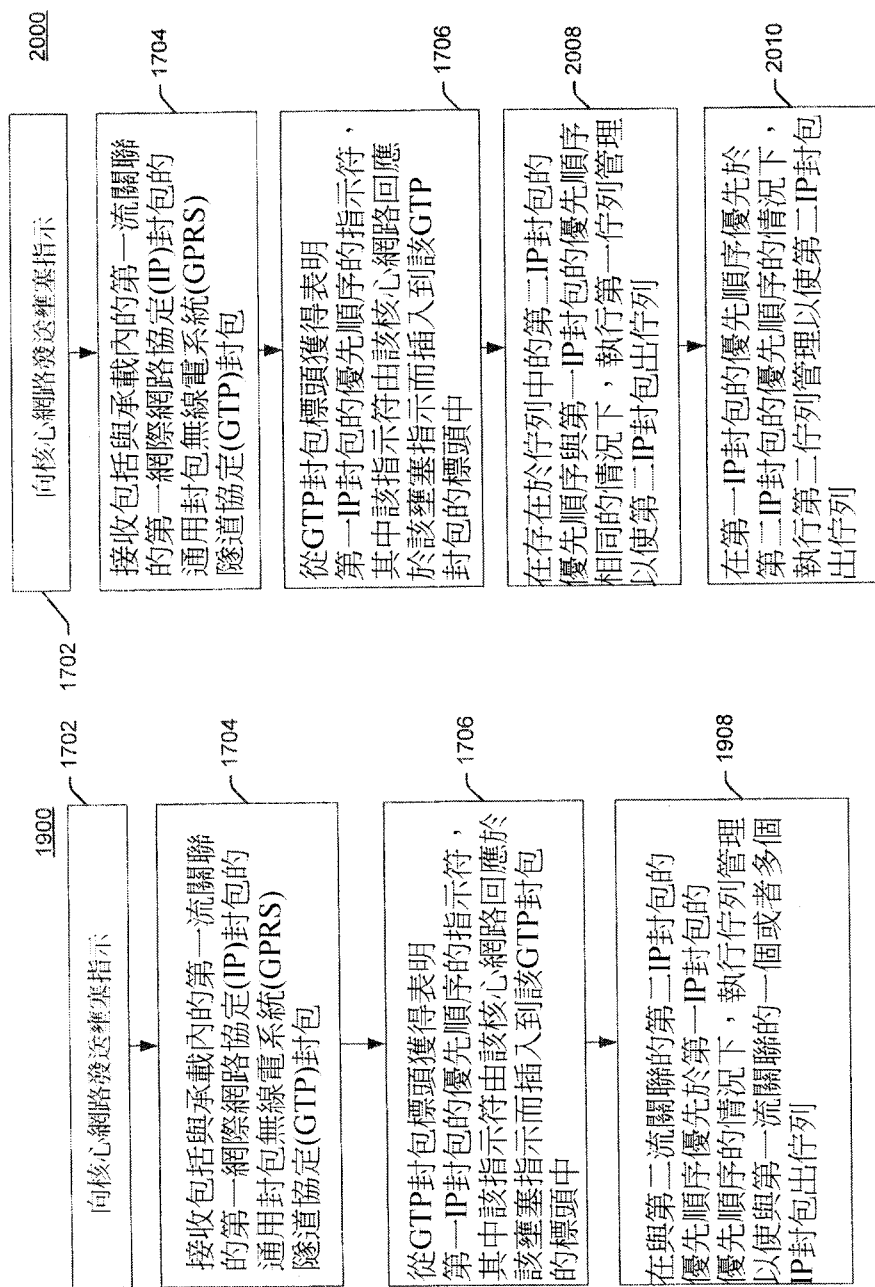 1900
1702
向核心網路發送壅塞指示
1704
接收包括與承載內的第一流關聯
的第一網際網路協定(IP)封包的
通用封包無線電系統(GPRS)
隧道協定(GTP)封包
1706
從GTP封包標頭獲得表明
第一IP封包的優先順序的指示符，
其中該指示符由該核心網路回應於
該壅塞指示而插入到該GTP封包
的標頭中
1908
在與第二流關聯的第二IP封包的
優先順序優先於第一IP封包的
優先順序的情況下，執行佇列管理
以使與第一流關聯的一個或者多個
IP封包出佇列
2000
1702
向核心網路發送壅塞指示
1704
接收包括與承載內的第一流關聯
的第一網際網路協定(IP)封包的
通用封包無線電系統(GPRS)
隧道協定(GTP)封包
1706
從GTP封包標頭獲得表明
第一IP封包的優先順序的指示符，
其中該指示符由該核心網路回應
於該壅塞指示而插入到該GTP
封包的標頭中
2008
在存在於佇列中的第二IP封包的
優先順序與第一IP封包的優先順序
相同的情況下，執行第一佇列管理
以使第二IP封包出佇列
2010
在第一IP封包的優先順序優先於
第二IP封包的優先順序的情況下，
執行第二佇列管理以使第二IP封包
出佇列